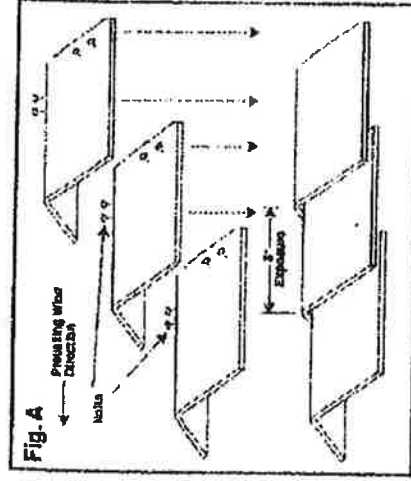 Fig. A
Prevailing Wind
Direction
Nails
Exposure